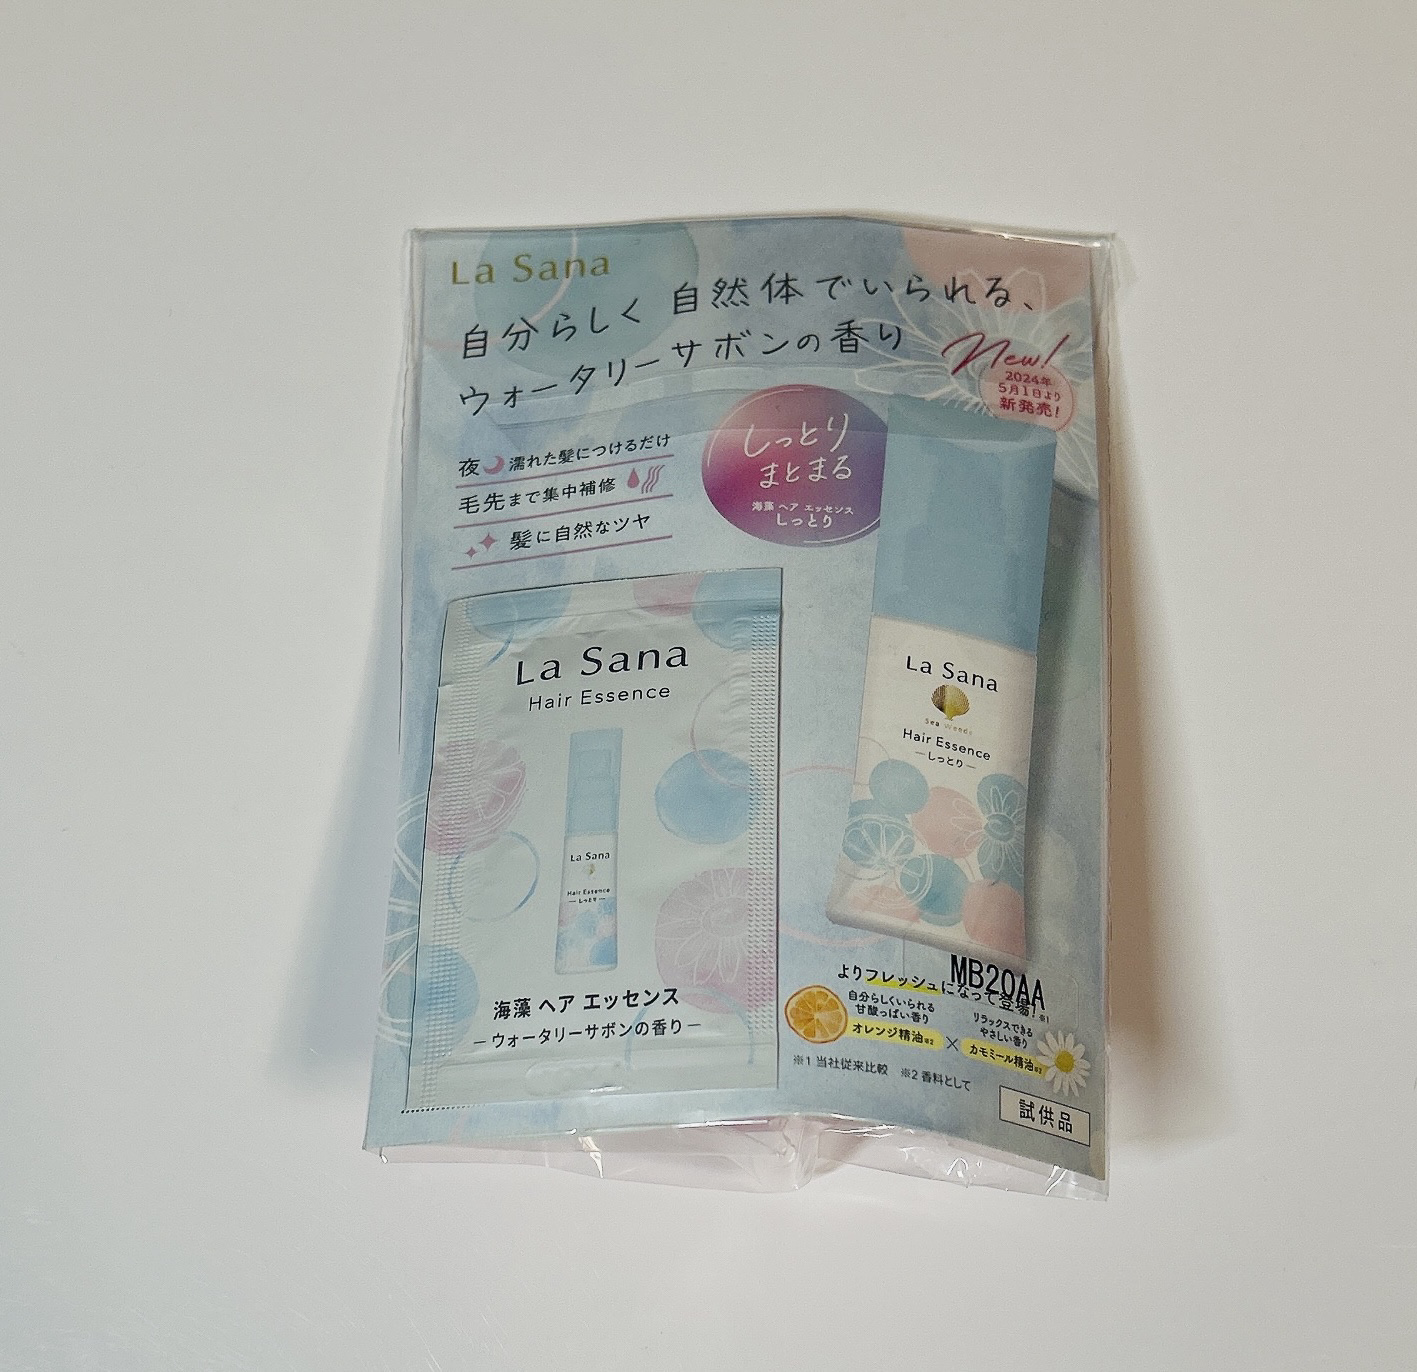 La Sana
自分らしく 自然体でいられる、
ウォータリーサボンの香り
New!
2024年
5月1日より
新発売!
夜 濡れた髪につけるだけ
毛先まで集中補修
髪に自然なツヤ
しっとり
まとまる
海藻 ヘア エッセンス
しっとり
La Sana
Hair Essence
La Sana
Hair Essence
―しっとり―
海藻 ヘア エッセンス
―ウォータリーサボンの香り―
La Sana
Sea Weeds
Hair Essence
―しっとり―
MB20AA
よりフレッシュになって登場!※1
自分らしくいられる
甘酸っぱい香り
オレンジ精油※2
×
リラックスできる
やさしい香り
カモミール精油※2
※1 当社従来比較 ※2 香料として
試供品